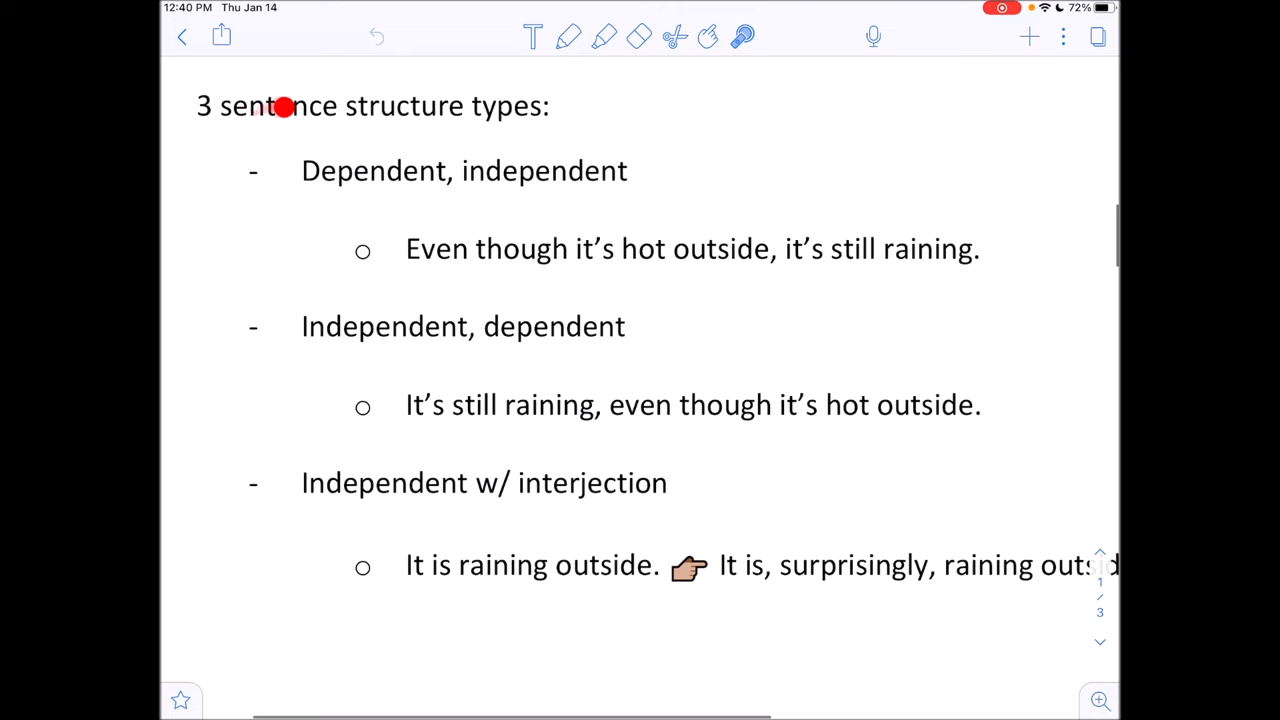 12:40 PM Thu Jan 14
72%
3 sentence structure types:
- Dependent, independent
o Even though it’s hot outside, it’s still raining.
- Independent, dependent
o It’s still raining, even though it’s hot outside.
- Independent w/ interjection
o It is raining outside. 👉🏽 It is, surprisingly, raining outsid
1
/
3